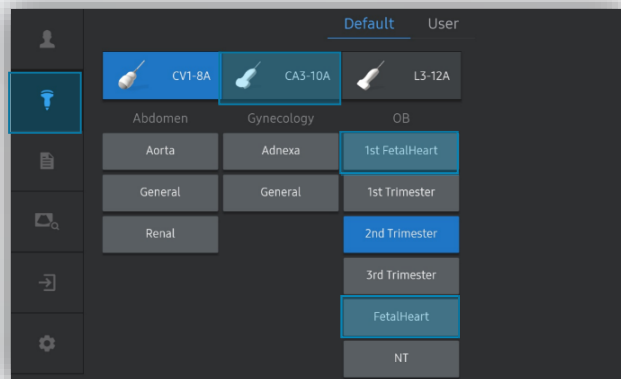 Default User
CV1-8A CA3-10A L3-12A
Abdomen Gynecology OB
Aorta Adnexa 1st FetalHeart
General General 1st Trimester
Renal 2nd Trimester
3rd Trimester
FetalHeart
NT